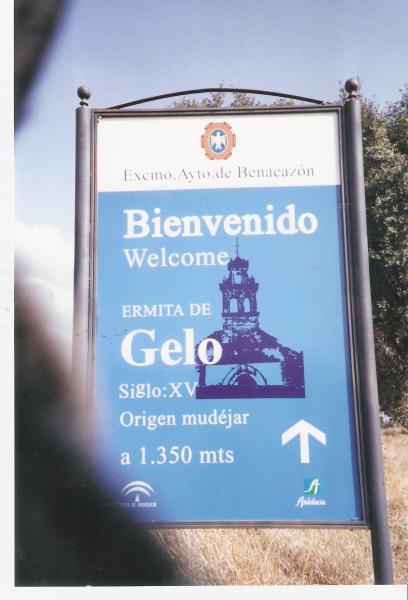 Excmo.Ayto.de Benacazón
Bienvenido
Welcome
ERMITA DE
Gelo
Siglo:XV
Origen mudéjar
a 1.350 mts
Andalucía